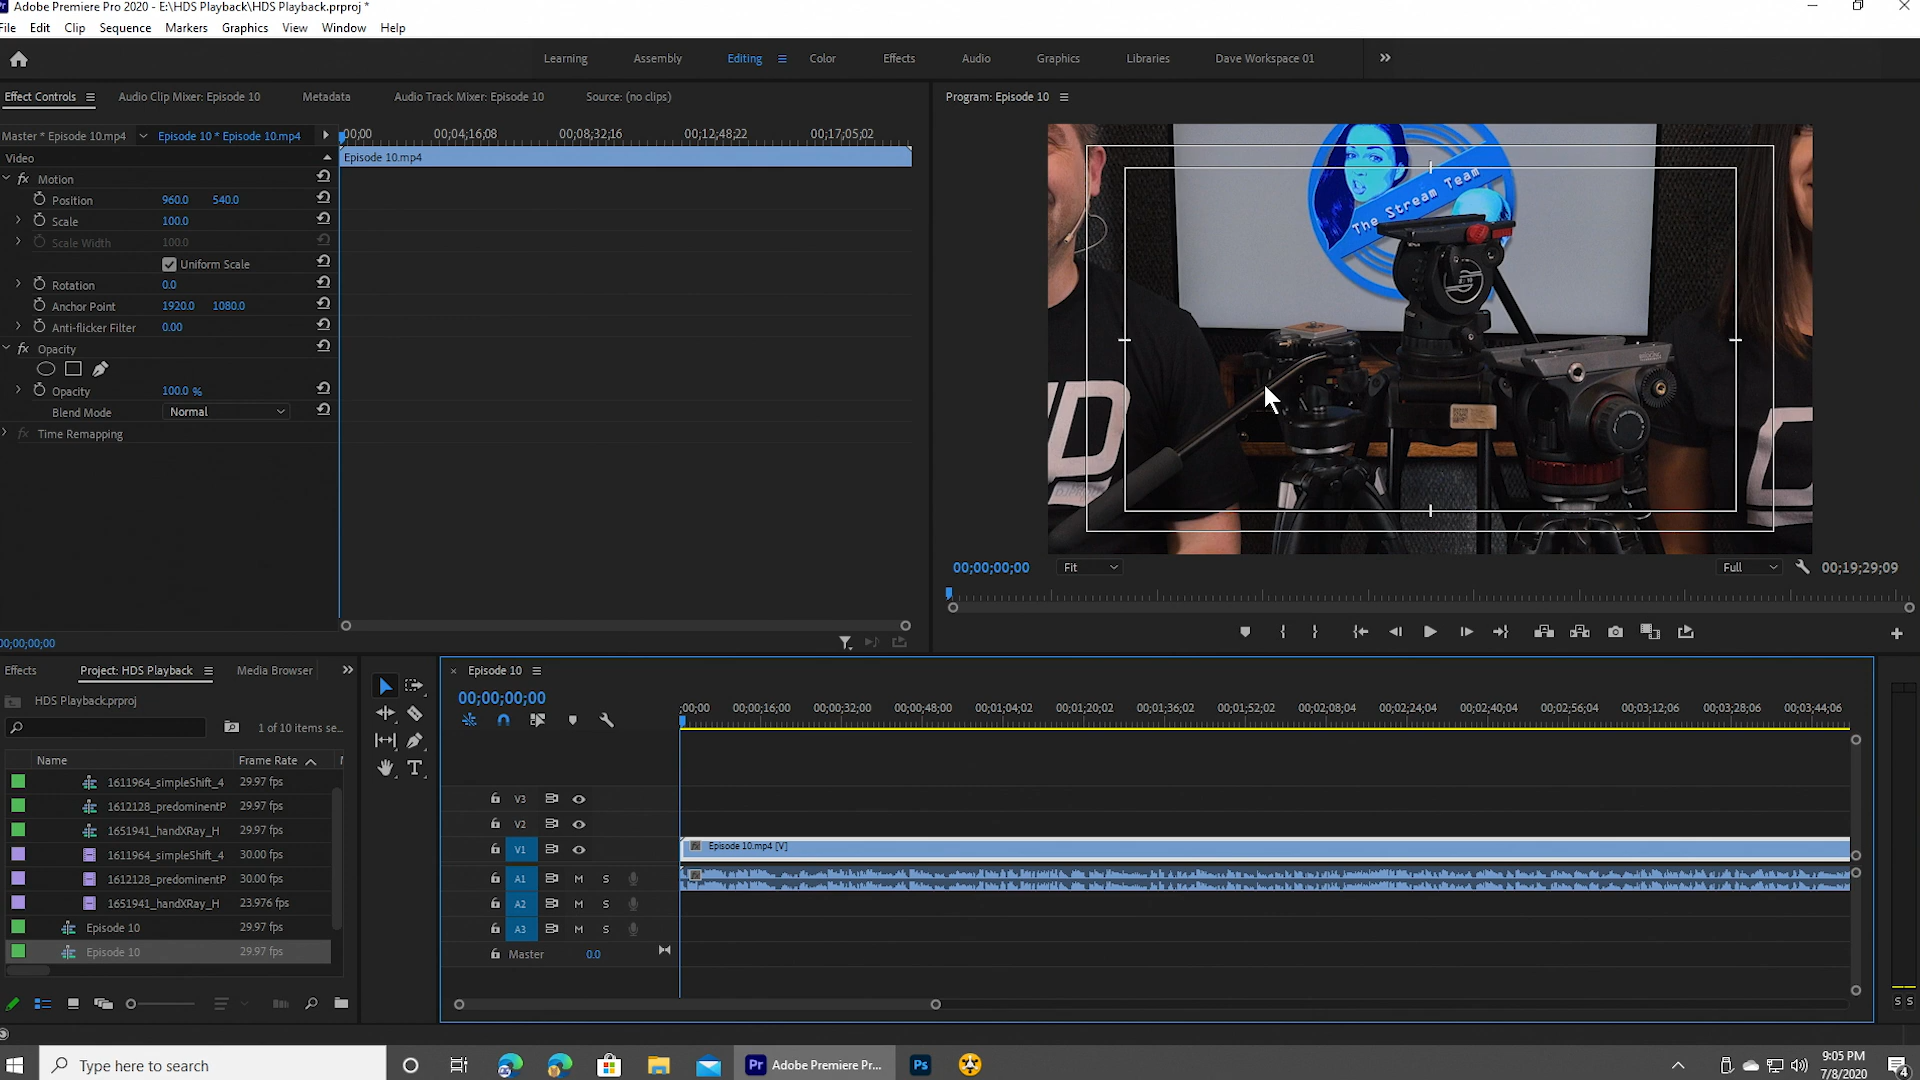 Adobe Premiere Pro 2020 - E:\HDS Playback\HDS Playback.prproj *
File Edit Clip Sequence Markers Graphics View Window Help
Learning Assembly Editing Color Effects Audio Graphics Libraries Dave Workspace 01
Effect Controls Audio Clip Mixer: Episode 10 Metadata Audio Track Mixer: Episode 10 Source: (no clips)
Program: Episode 10
Master * Episode 10.mp4 Episode 10 * Episode 10.mp4 ;00;00 00;04;16;08 00;08;32;16 00;12;48;22 00;17;05;02
Video Episode 10.mp4
fx Motion
Position 960.0 540.0
Scale 100.0
Scale Width 100.0
Uniform Scale
Rotation 0.0
Anchor Point 1920.0 1080.0
Anti-flicker Filter 0.00
fx Opacity
Opacity 100.0 %
Blend Mode Normal
fx Time Remapping
The Stream Team
00;00;00;00 Fit Full 00;19;29;09
00;00;00;00
Effects Project: HDS Playback Media Browser
HDS Playback.prproj
1 of 10 items se...
Name Frame Rate
1611964_simpleShift_4 29.97 fps
1612128_predominentP 29.97 fps
1651941_handXRay_H 29.97 fps
1611964_simpleShift_4 30.00 fps
1612128_predominentP 30.00 fps
1651941_handXRay_H 23.976 fps
Episode 10 29.97 fps
Episode 10 29.97 fps
Episode 10
00;00;00;00
;00;00 00;00;16;00 00;00;32;00 00;00;48;00 00;01;04;02 00;01;20;02 00;01;36;02 00;01;52;02 00;02;08;04 00;02;24;04 00;02;40;04 00;02;56;04 00;03;12;06 00;03;28;06 00;03;44;06
V3
V2
V1 Episode 10.mp4 [V]
A1 M S
A2 M S
A3 M S
Master 0.0
S S
Type here to search
Pr Adobe Premiere Pr...
Ps
9:05 PM
7/8/2020
4